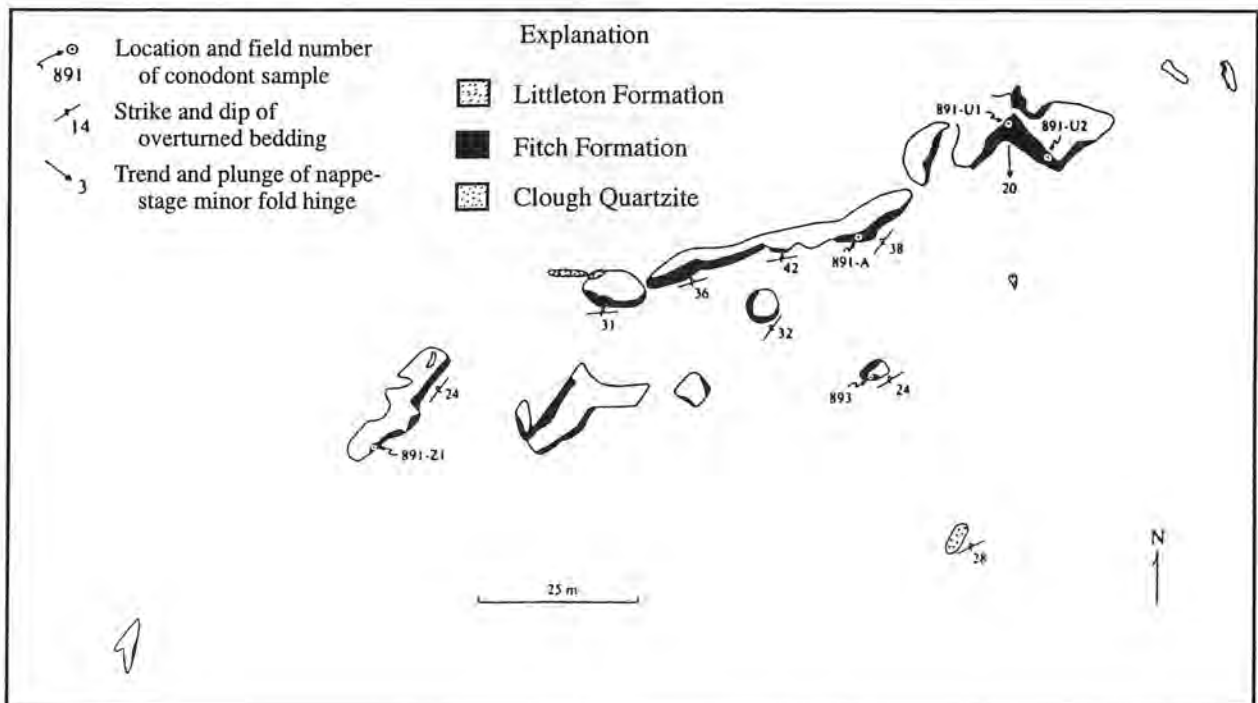 Explanation
Location and field number
of conodont sample
891
Strike and dip of
overturned bedding
14
Trend and plunge of nappe-
stage minor fold hinge
3
Littleton Formation
Fitch Formation
Clough Quartzite
891-U1
891-U2
20
38
891-A
42
36
31
32
24
893
24
891-Z1
28
N
25 m